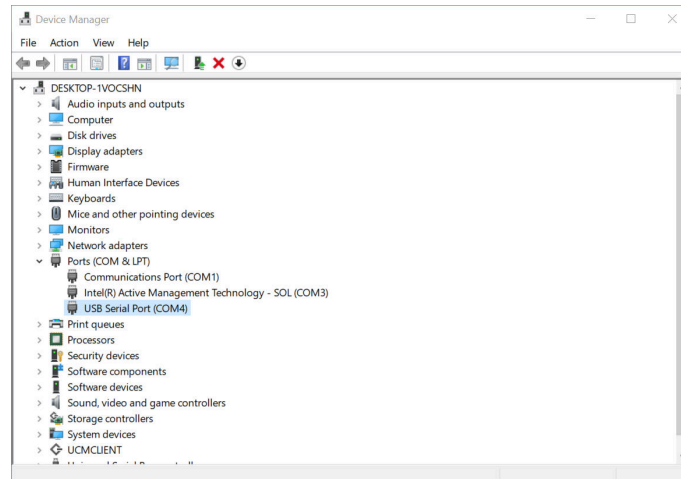 Device Manager
File Action View Help
DESKTOP-1VOCSHN
Audio inputs and outputs
Computer
Disk drives
Display adapters
Firmware
Human Interface Devices
Keyboards
Mice and other pointing devices
Monitors
Network adapters
Ports (COM & LPT)
Communications Port (COM1)
Intel(R) Active Management Technology - SOL (COM3)
USB Serial Port (COM4)
Print queues
Processors
Security devices
Software components
Software devices
Sound, video and game controllers
Storage controllers
System devices
UCMCLIENT